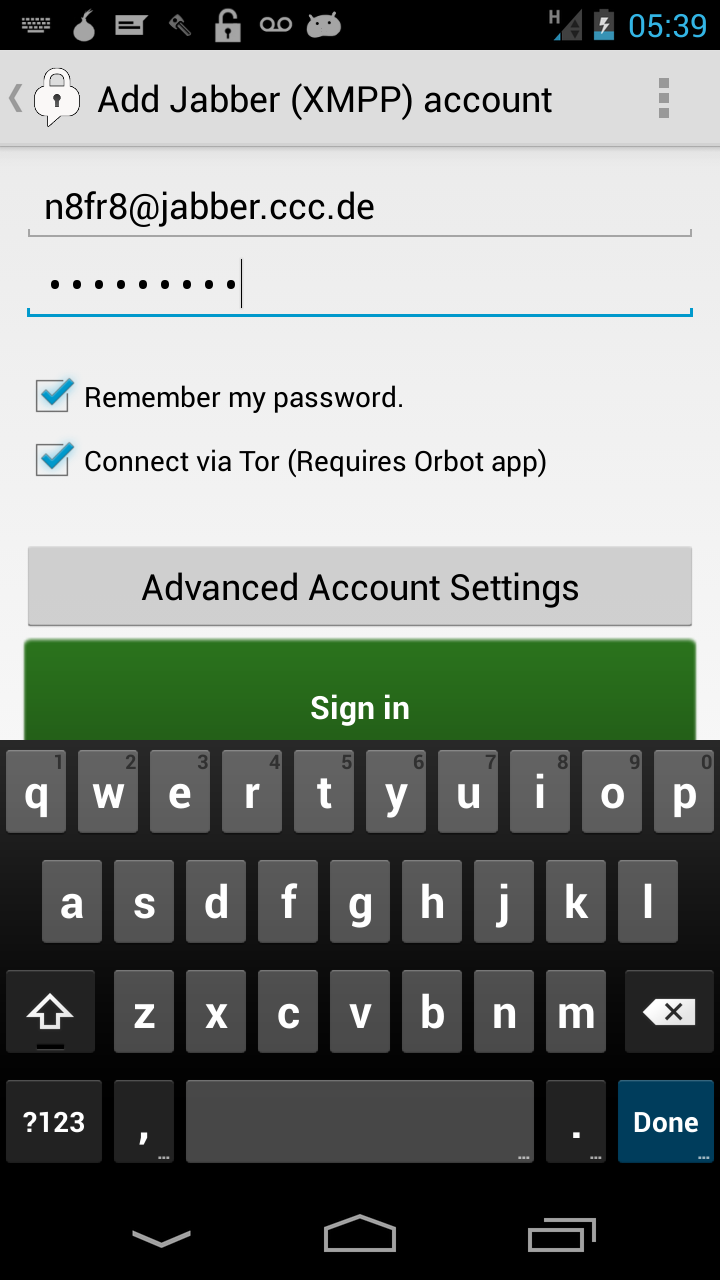 H 05:39
Add Jabber (XMPP) account
n8fr8@jabber.ccc.de
•••••••••
Remember my password.
Connect via Tor (Requires Orbot app)
Advanced Account Settings
Sign in
1 2 3 4 5 6 7 8 9 0
q w e r t y u i o p
a s d f g h j k l
z x c v b n m
?123 , ... ... . ... Done ...